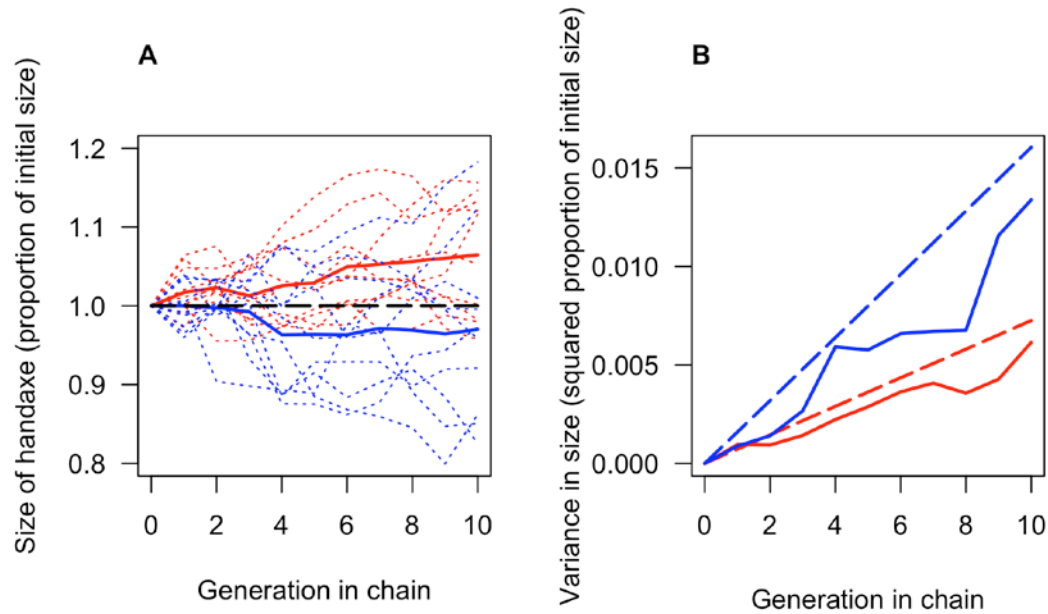 A
Size of handaxe (proportion of initial size)
1.2
1.1
1.0
0.9
0.8
0 2 4 6 8 10
Generation in chain
B
Variance in size (squared proportion of initial size)
0.015
0.010
0.005
0.000
0 2 4 6 8 10
Generation in chain